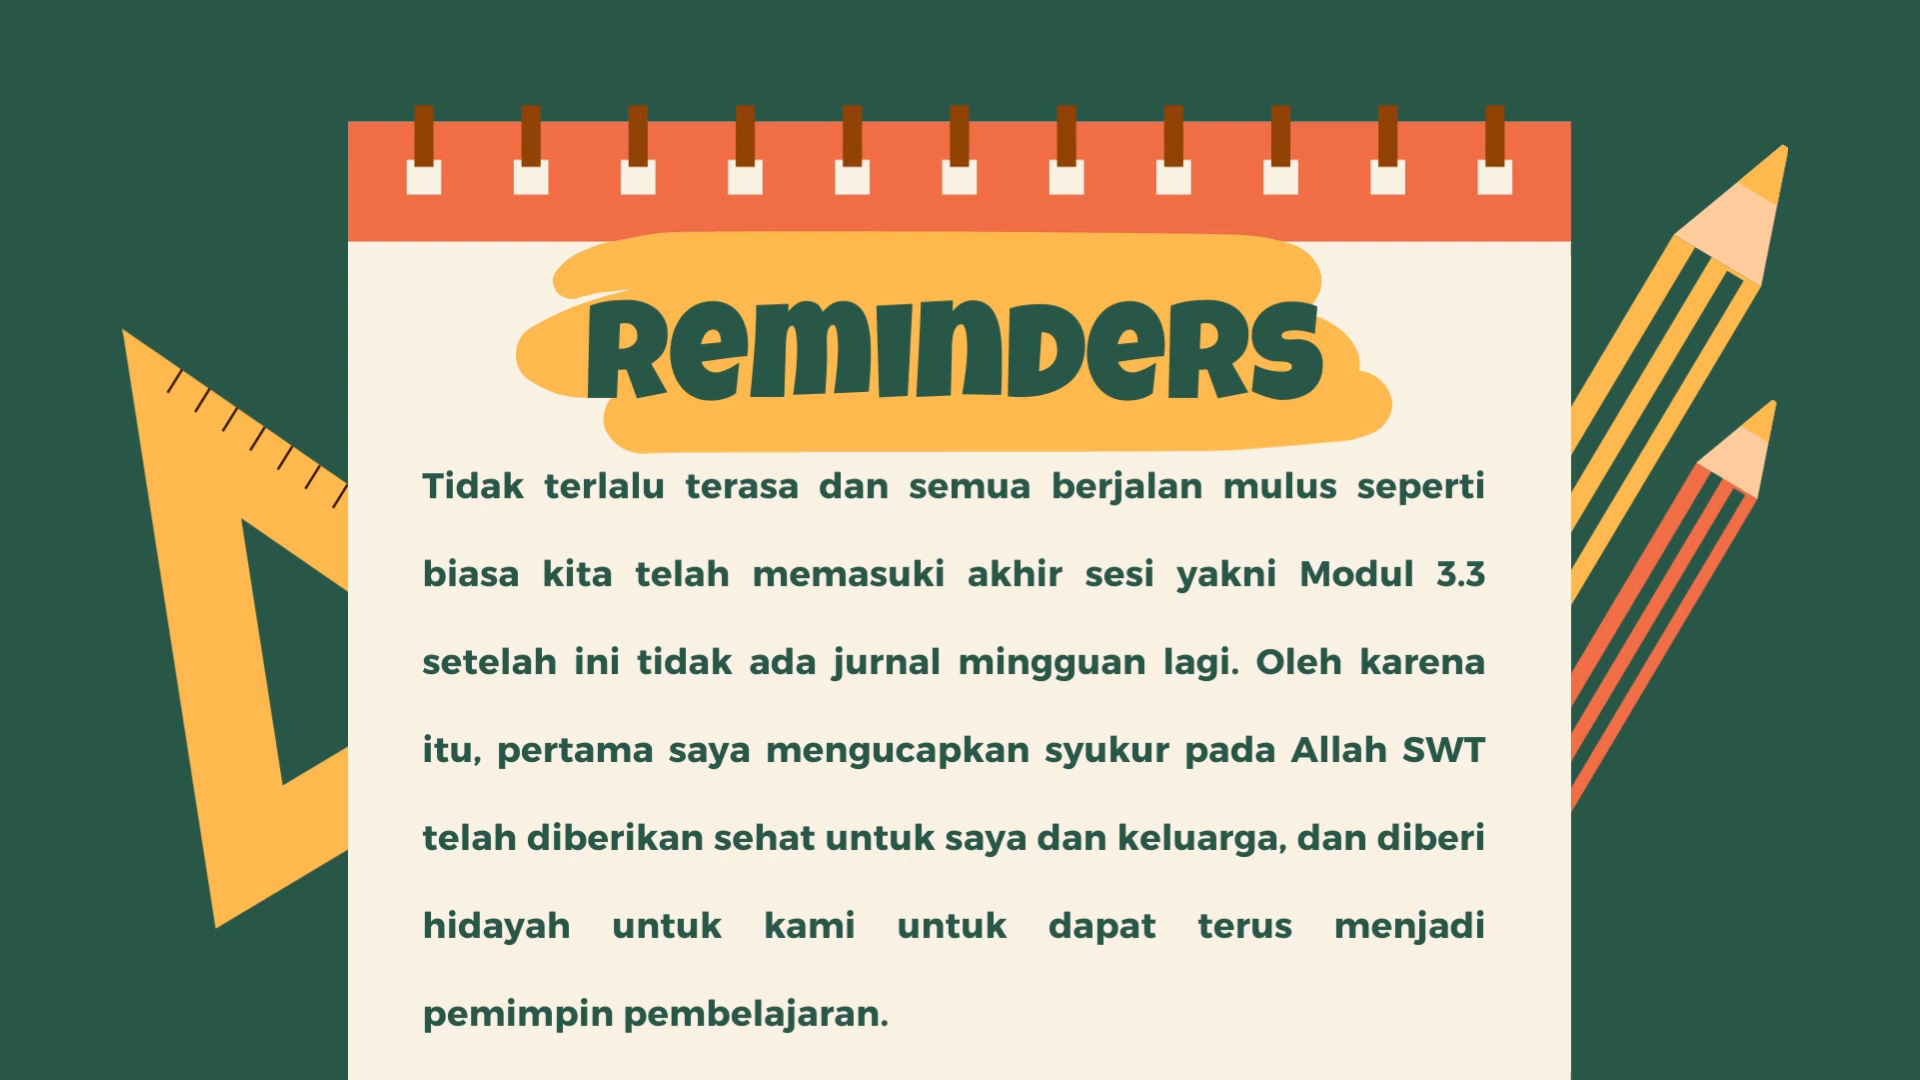 REMINDERS
Tidak terlalu terasa dan semua berjalan mulus seperti
biasa kita telah memasuki akhir sesi yakni Modul 3.3
setelah ini tidak ada jurnal mingguan lagi. Oleh karena
itu, pertama saya mengucapkan syukur pada Allah SWT
telah diberikan sehat untuk saya dan keluarga, dan diberi
hidayah untuk kami untuk dapat terus menjadi
pemimpin pembelajaran.